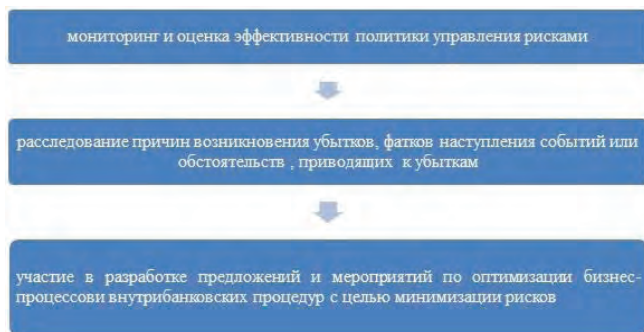 мониторинг и оценка эффективности политики управления рисками
расследование причин возникновения убытков, фатков наступления событий или
обстоятельств , приводящих к убыткам
участие в разработке предложений и мероприятий по оптимизации бизнес-
процессови внутрибанковских процедур с целью минимизации рисков